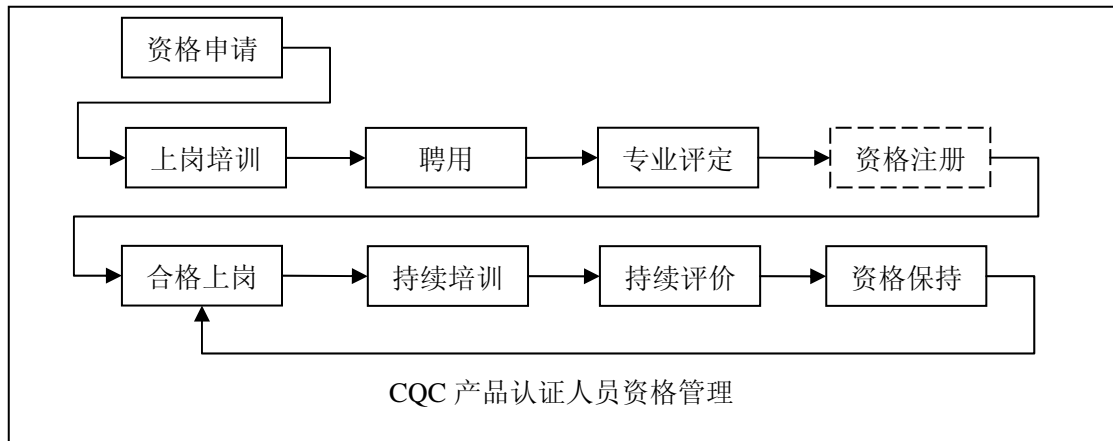 资格申请
上岗培训
聘用
专业评定
资格注册
合格上岗
持续培训
持续评价
资格保持
CQC 产品认证人员资格管理